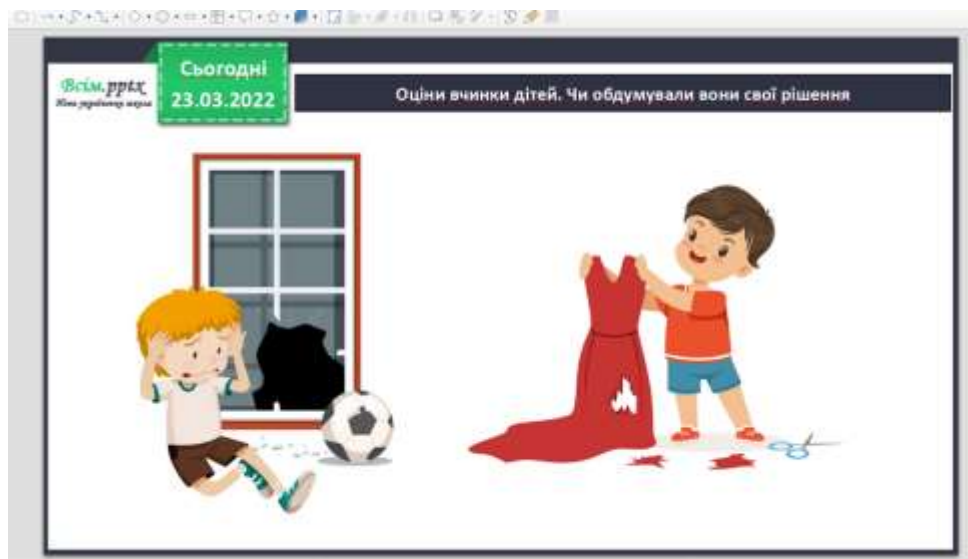 Сьогодні
23.03.2022
Всім.pptx
Нова українська школа
Оціни вчинки дітей. Чи обдумували вони свої рішення